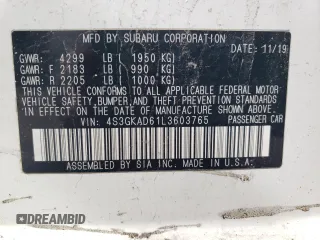 MFD BY SUBARU CORPORATION
DATE: 11/19
GVWR: 4299 LB ( 1950 KG)
GAWR: F 2183 LB ( 990 KG)
GAWR: R 2205 LB ( 1000 KG)
THIS VEHICLE CONFORMS TO ALL APPLICABLE FEDERAL MOTOR
VEHICLE SAFETY, BUMPER, AND THEFT PREVENTION STANDARDS
IN EFFECT ON THE DATE OF MANUFACTURE SHOWN ABOVE.
VIN: 4S3GKAD61L3603765 PASSENGER CAR
ASSEMBLED BY SIA INC. MADE IN U.S.A.
© DREAMBID - DREAMBID.COM